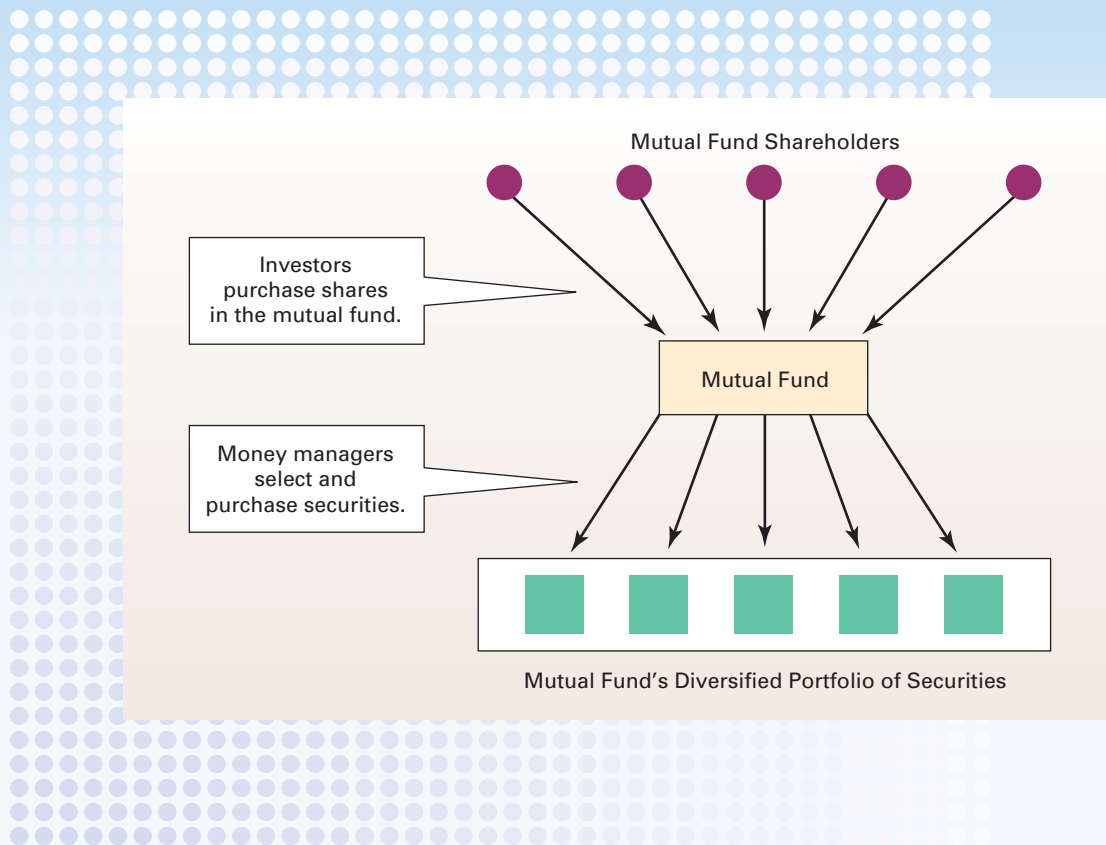 Mutual Fund Shareholders
Investors
purchase shares
in the mutual fund.
Mutual Fund
Money managers
select and
purchase securities.
Mutual Fund’s Diversified Portfolio of Securities